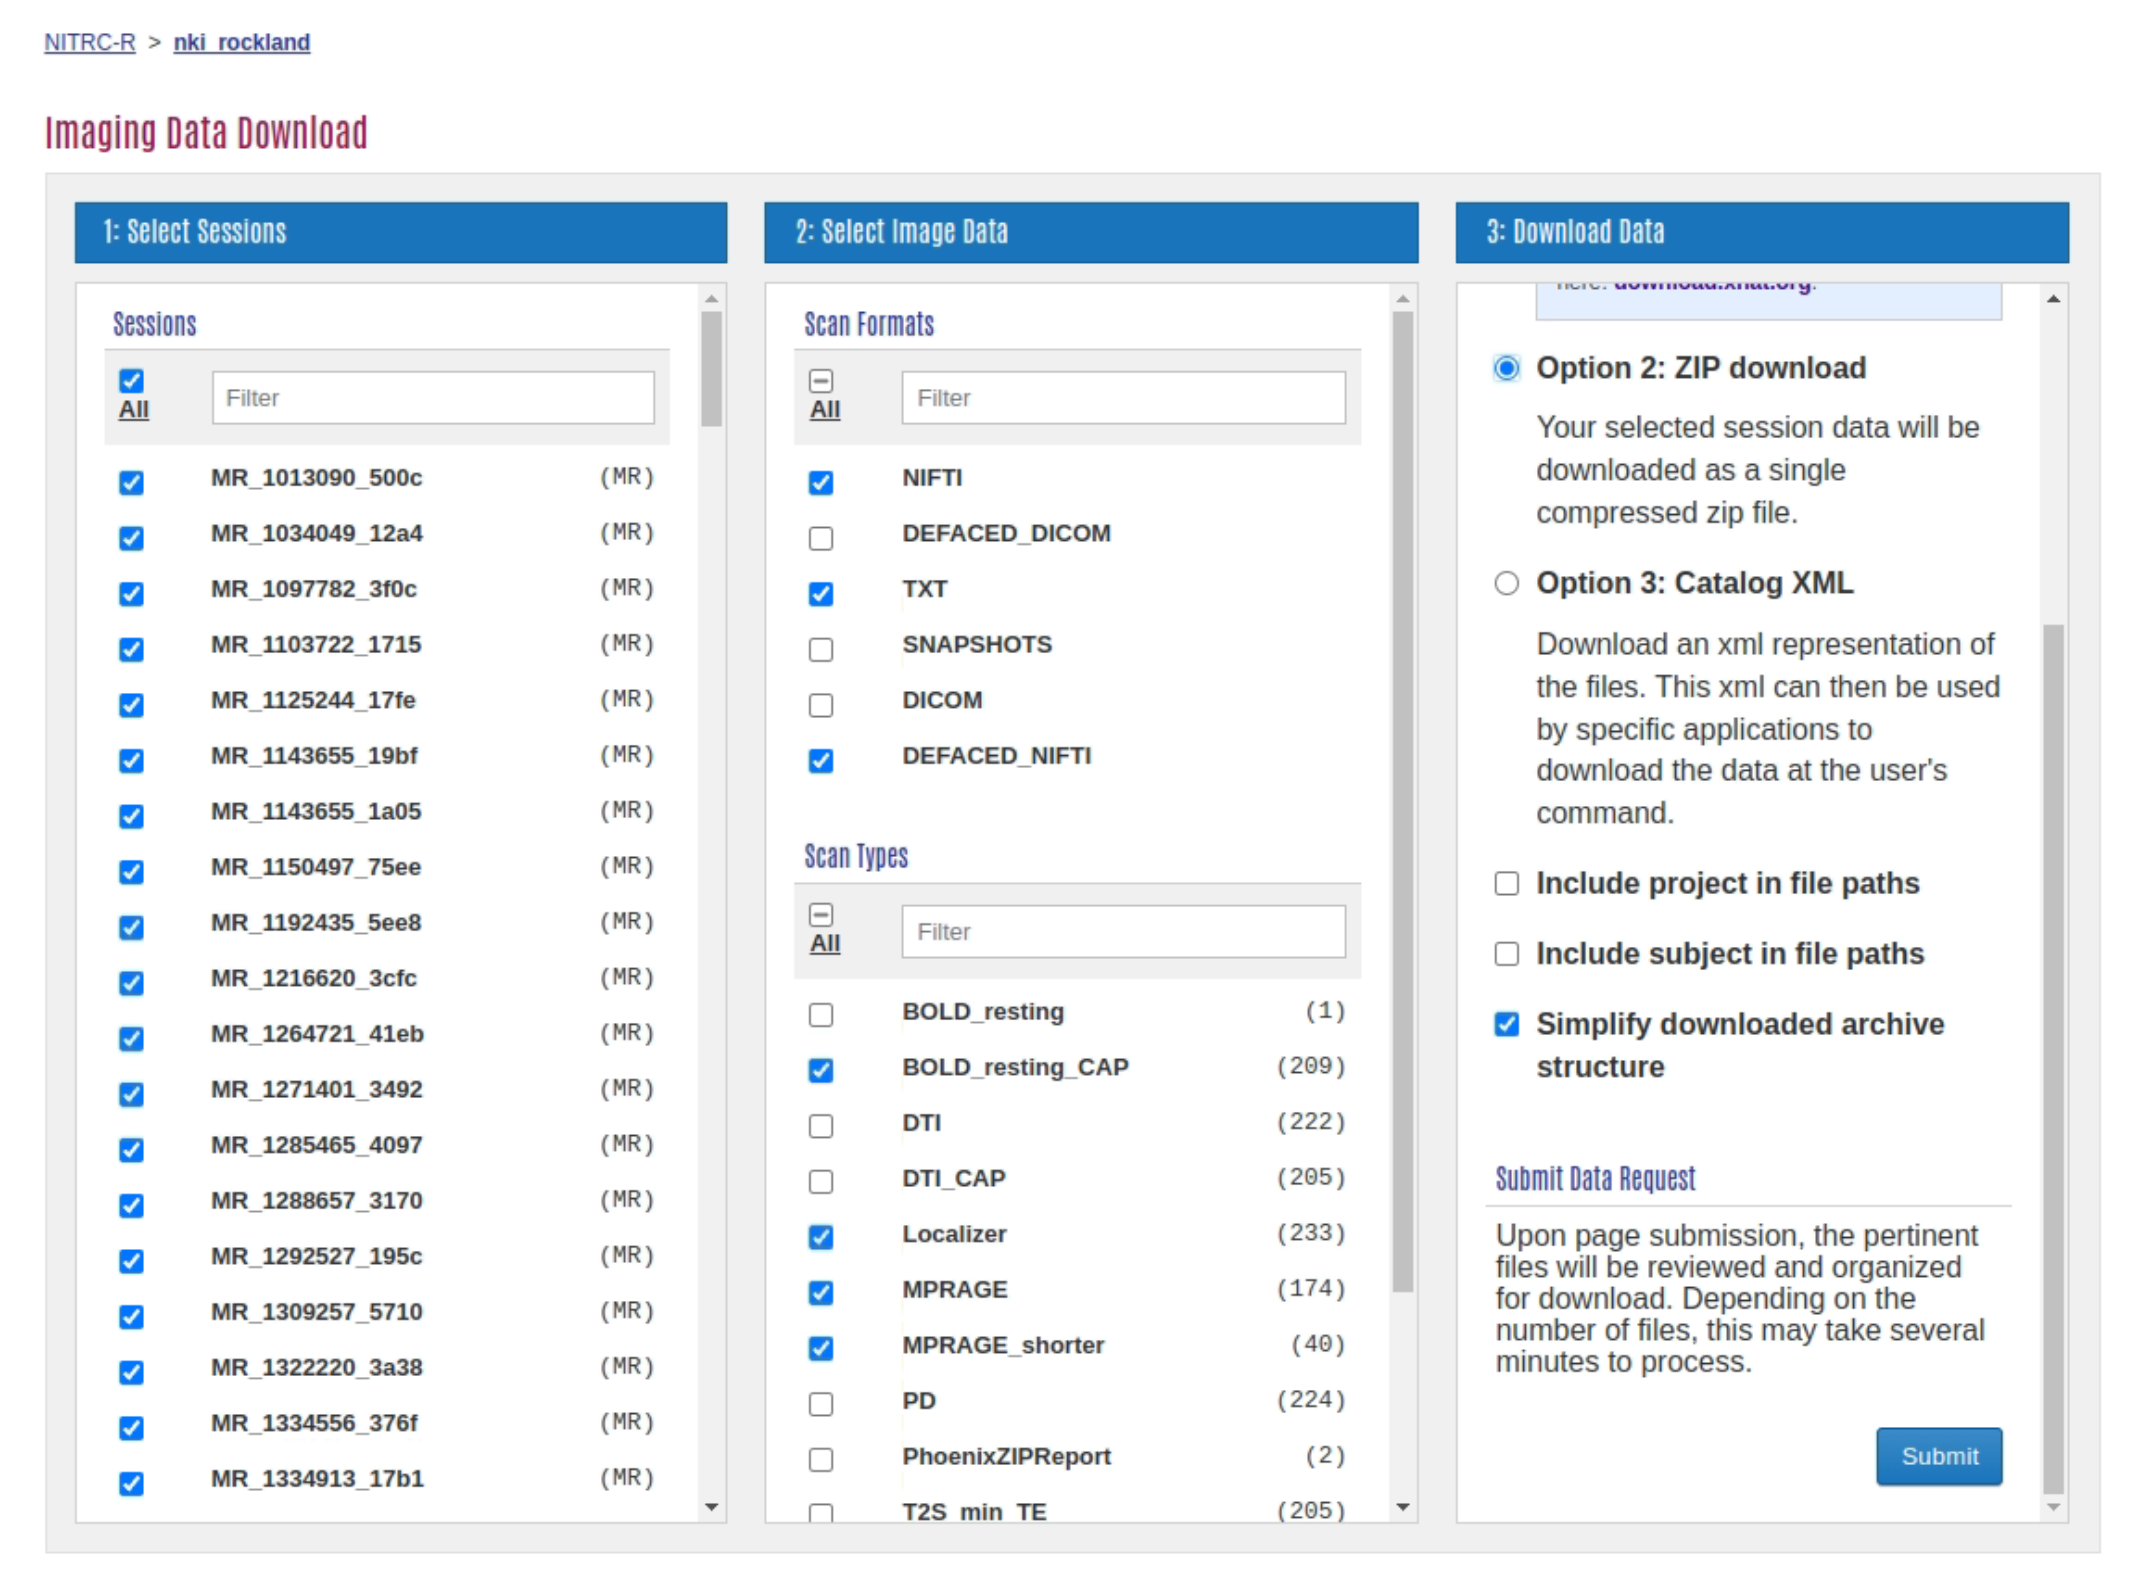 NITRC-R > nki_rockland
Imaging Data Download
1: Select Sessions
Sessions
All
Filter
MR_1013090_500c (MR)
MR_1034049_12a4 (MR)
MR_1097782_3f0c (MR)
MR_1103722_1715 (MR)
MR_1125244_17fe (MR)
MR_1143655_19bf (MR)
MR_1143655_1a05 (MR)
MR_1150497_75ee (MR)
MR_1192435_5ee8 (MR)
MR_1216620_3cfc (MR)
MR_1264721_41eb (MR)
MR_1271401_3492 (MR)
MR_1285465_4097 (MR)
MR_1288657_3170 (MR)
MR_1292527_195c (MR)
MR_1309257_5710 (MR)
MR_1322220_3a38 (MR)
MR_1334556_376f (MR)
MR_1334913_17b1 (MR)
2: Select Image Data
Scan Formats
All
Filter
NIFTI
DEFACED_DICOM
TXT
SNAPSHOTS
DICOM
DEFACED_NIFTI
Scan Types
All
Filter
BOLD_resting (1)
BOLD_resting_CAP (209)
DTI (222)
DTI_CAP (205)
Localizer (233)
MPRAGE (174)
MPRAGE_shorter (40)
PD (224)
PhoenixZIPReport (2)
T2S_min_TE (205)
3: Download Data
here: download.xnat.org.
Option 2: ZIP download
Your selected session data will be
downloaded as a single
compressed zip file.
Option 3: Catalog XML
Download an xml representation of
the files. This xml can then be used
by specific applications to
download the data at the user's
command.
Include project in file paths
Include subject in file paths
Simplify downloaded archive
structure
Submit Data Request
Upon page submission, the pertinent
files will be reviewed and organized
for download. Depending on the
number of files, this may take several
minutes to process.
Submit